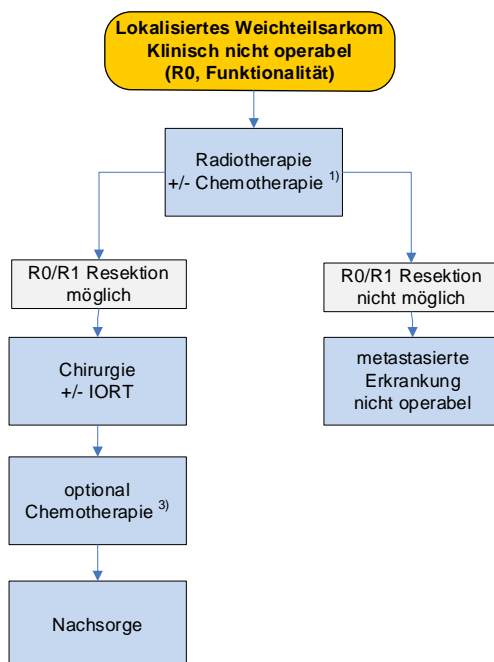 Lokalisiertes Weichteilsarkom
Klinisch nicht operabel
(R0, Funktionalität)
Radiotherapie
+/- Chemotherapie 1)
R0/R1 Resektion
möglich
R0/R1 Resektion
nicht möglich
Chirurgie
+/- IORT
metastasierte
Erkrankung
nicht operabel
optional
Chemotherapie 3)
Nachsorge